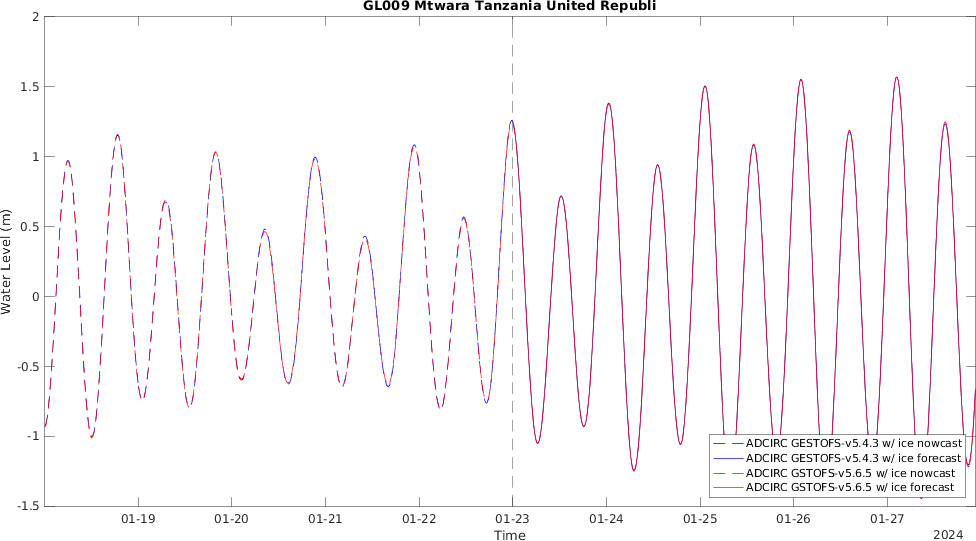 GL009 Mtwara Tanzania United Republi
2
1.5
1
0.5
0
-0.5
-1
-1.5
Water Level (m)
ADCIRC GESTOFS-v5.4.3 w/ ice nowcast
ADCIRC GESTOFS-v5.4.3 w/ ice forecast
ADCIRC GSTOFS-v5.6.5 w/ ice nowcast
ADCIRC GSTOFS-v5.6.5 w/ ice forecast
01-19 01-20 01-21 01-22 01-23 01-24 01-25 01-26 01-27
Time
2024